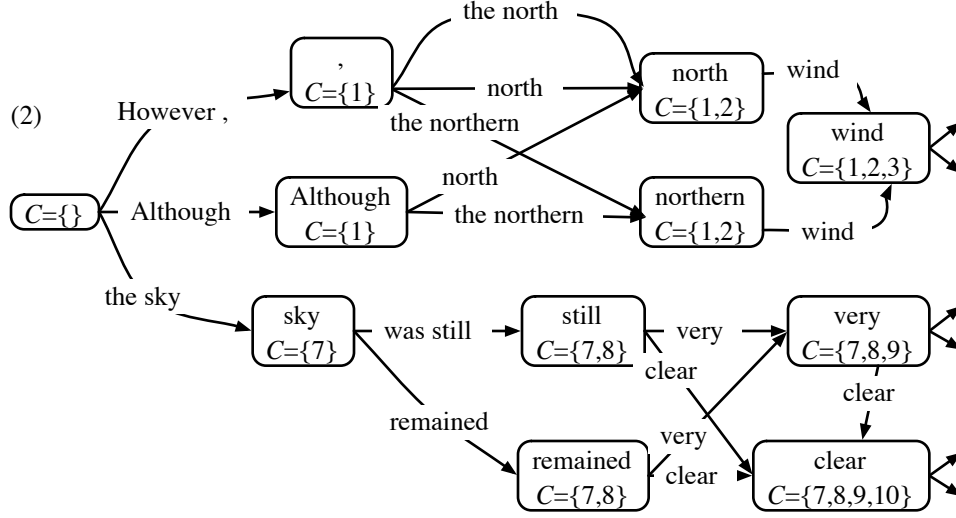 the north
,
C={1}
north
C={1,2}
wind
However ,
north
(2)
the northern
wind
C={1,2,3}
C={}
Although
Although
C={1}
north
the northern
northern
C={1,2}
wind
the sky
sky
C={7}
was still
still
C={7,8}
very
clear
very
C={7,8,9}
clear
remained
very
clear
remained
C={7,8}
clear
C={7,8,9,10}